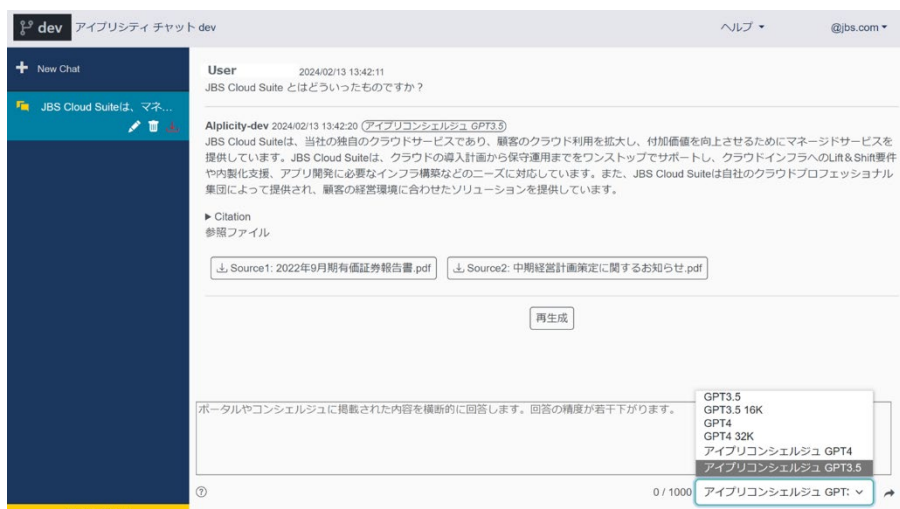 dev アイプリシティ チャット dev ヘルプ @jbs.com
New Chat
JBS Cloud Suiteは、マネ...
User 2024/02/13 13:42:11
JBS Cloud Suite とはどういったものですか？
AIplicity-dev 2024/02/13 13:42:20 (アイプリコンシェルジュ GPT3.5)
JBS Cloud Suiteは、当社の独自のクラウドサービスであり、顧客のクラウド利用を拡大し、付加価値を向上させるためにマネージドサービスを
提供しています。JBS Cloud Suiteは、クラウドの導入計画から保守運用までをワンストップでサポートし、クラウドインフラへのLift＆Shift要件
や内製化支援、アプリ開発に必要なインフラ構築などのニーズに対応しています。また、JBS Cloud Suiteは自社のクラウドプロフェッショナル
集団によって提供され、顧客の経営環境に合わせたソリューションを提供しています。
▶ Citation
参照ファイル
Source1: 2022年9月期有価証券報告書.pdf Source2: 中期経営計画策定に関するお知らせ.pdf
再生成
ポータルやコンシェルジュに掲載された内容を横断的に回答します。回答の精度が若干下がります。
GPT3.5
GPT3.5 16K
GPT4
GPT4 32K
アイプリコンシェルジュ GPT4
アイプリコンシェルジュ GPT3.5
0 / 1000 アイプリコンシェルジュ GPT: